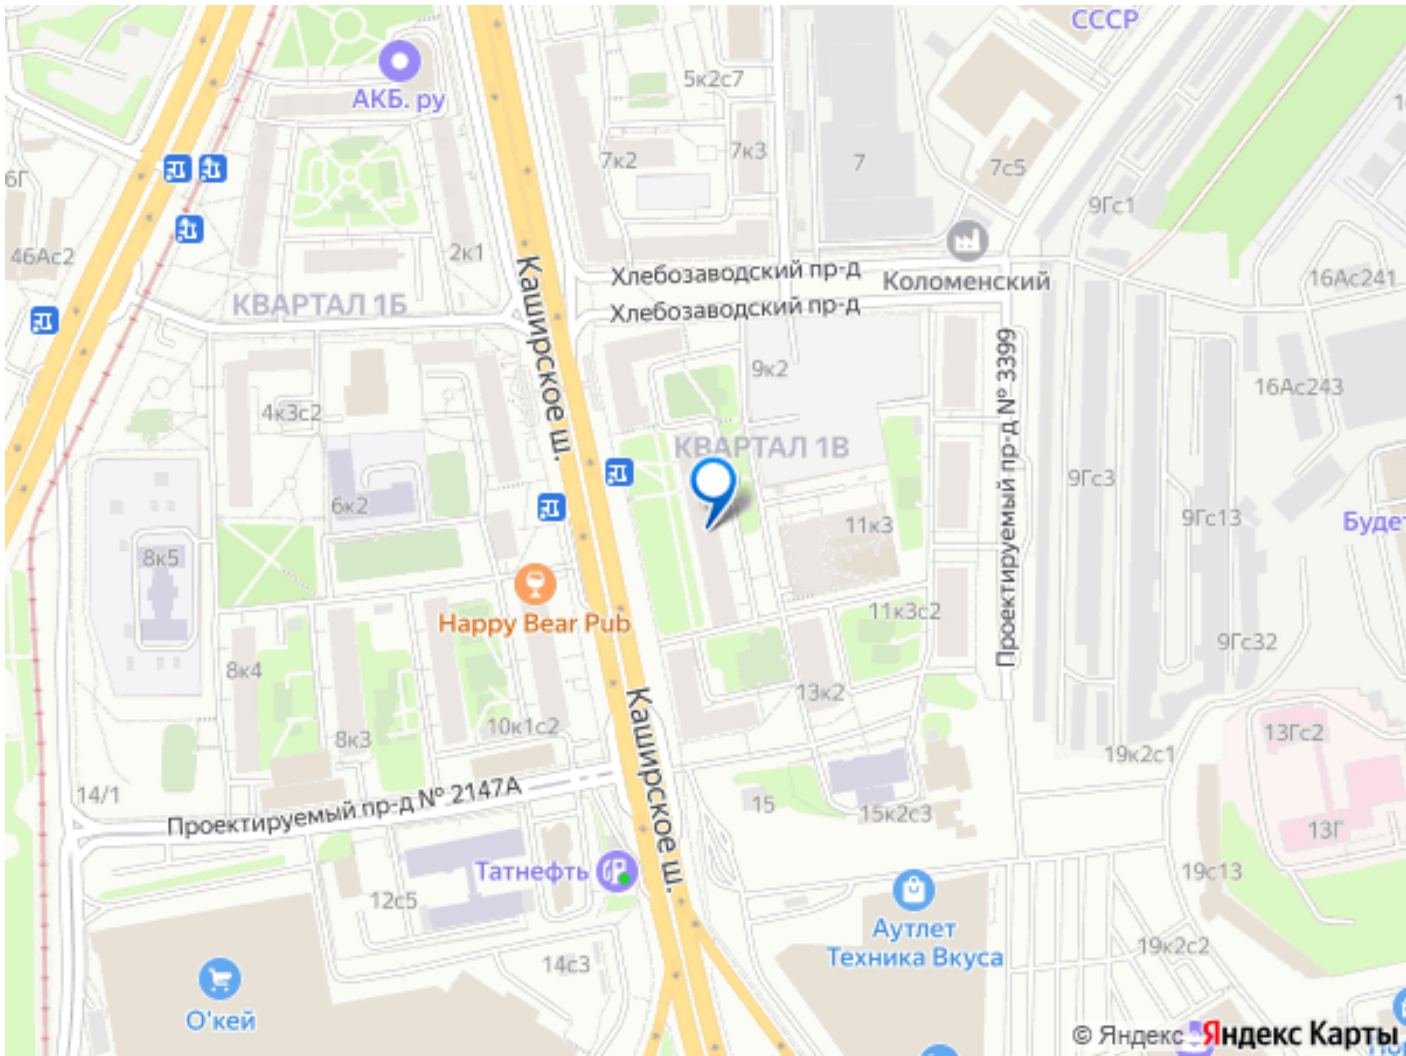 СССР
АКБ. ру
5к2с7
7к2
7к3
7
7с5
6Г
9Гс1
46Ас2
2к1
Каширское ш.
Хлебозаводский пр-д
Коломенский
16Ас241
КВАРТАЛ 1Б
Хлебозаводский пр-д
9к2
Проектируемый пр-д № 3399
16Ас243
4к3с2
КВАРТАЛ 1В
9Гс3
6к2
11к3
9Гс13
Будет
8к5
Happy Bear Pub
11к3с2
9Гс32
8к4
13к2
Каширское ш.
8к3
10к1с2
13Гс2
19к2с1
14/1
Проектируемый пр-д № 2147А
15
15к2с3
13Г
Татнефть
19с13
12с5
Аутлет
Техника Вкуса
19к2с2
14с3
О'кей
© Яндекс
Яндекс Карты